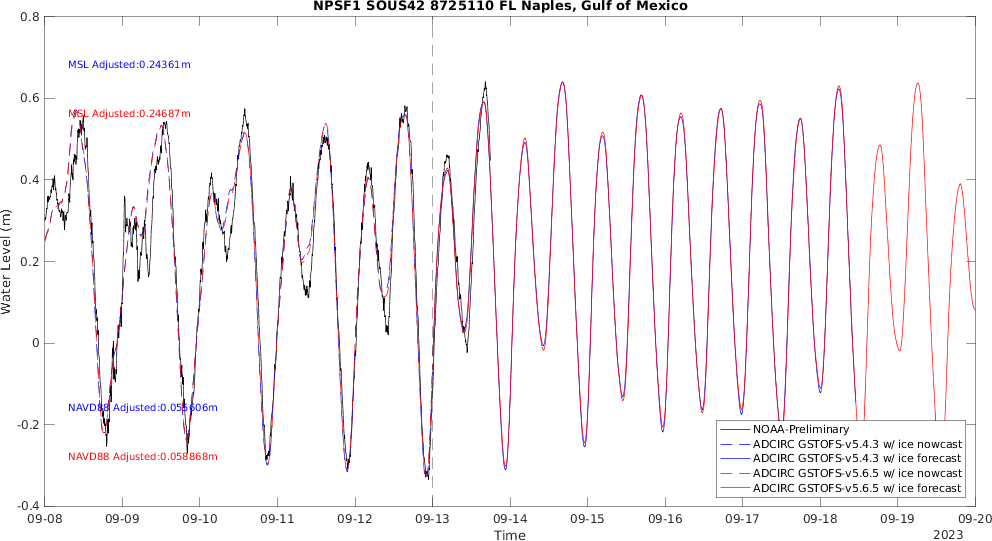 NPSF1 SOUS42 8725110 FL Naples, Gulf of Mexico
0.8
0.6
0.4
0.2
0
-0.2
-0.4
Water Level (m)
MSL Adjusted:0.24361m
MSL Adjusted:0.24687m
NAVD88 Adjusted:0.055606m
NAVD88 Adjusted:0.058868m
NOAA-Preliminary
ADCIRC GSTOFS-v5.4.3 w/ ice nowcast
ADCIRC GSTOFS-v5.4.3 w/ ice forecast
ADCIRC GSTOFS-v5.6.5 w/ ice nowcast
ADCIRC GSTOFS-v5.6.5 w/ ice forecast
09-08 09-09 09-10 09-11 09-12 09-13 09-14 09-15 09-16 09-17 09-18 09-19 09-20
Time
2023